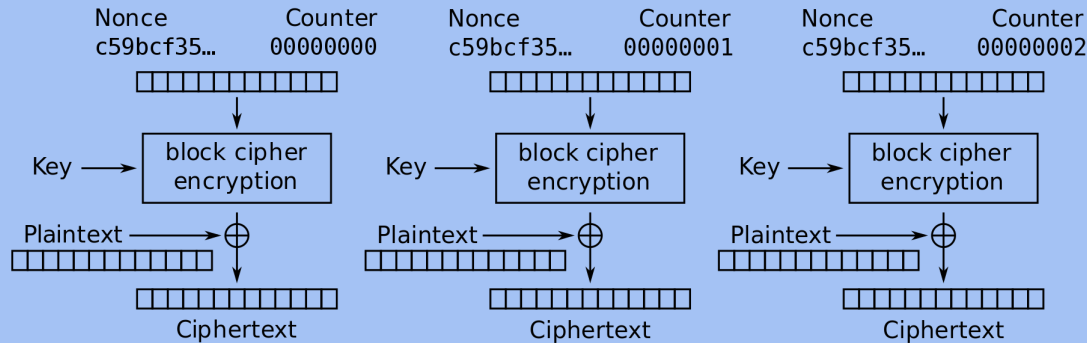 Nonce Counter Nonce Counter Nonce Counter
c59bcf35… 00000000 c59bcf35… 00000001 c59bcf35… 00000002
block cipher block cipher block cipher
Key Key Key
encryption encryption encryption
Plaintext Plaintext Plaintext
Ciphertext Ciphertext Ciphertext